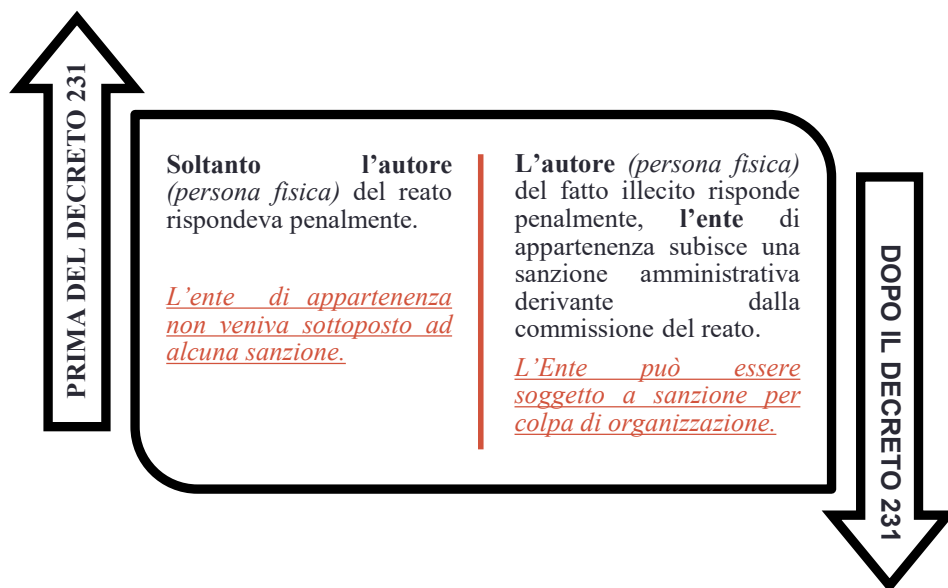 PRIMA DEL DECRETO 231
Soltanto l’autore
(persona fisica) del reato
rispondeva penalmente.
L’ente di appartenenza
non veniva sottoposto ad
alcuna sanzione.
L’autore (persona fisica)
del fatto illecito risponde
penalmente, l’ente di
appartenenza subisce una
sanzione amministrativa
derivante dalla
commissione del reato.
L’Ente può essere
soggetto a sanzione per
colpa di organizzazione.
DOPO IL DECRETO 231